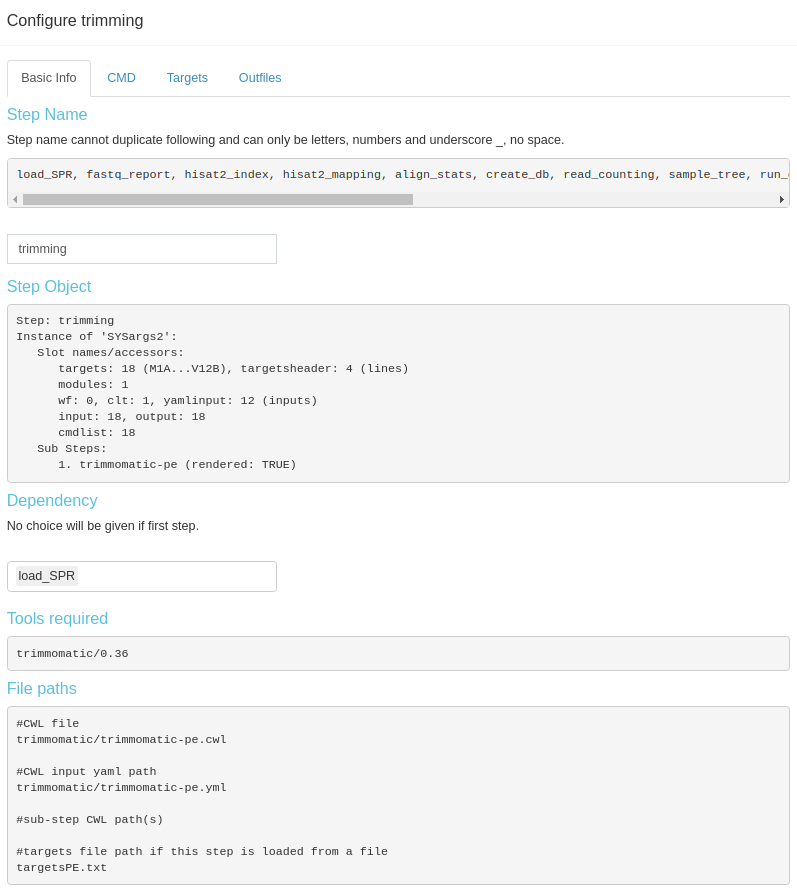 Configure trimming
Basic Info CMD Targets Outfiles
Step Name
Step name cannot duplicate following and can only be letters, numbers and underscore _, no space.
load_SPR, fastq_report, hisat2_index, hisat2_mapping, align_stats, create_db, read_counting, sample_tree,
trimming
Step Object
Step: trimming
Instance of 'SYSargs2':
Slot names/accessors:
targets: 18 (M1A...V12B), targetsheader: 4 (lines)
modules: 1
wf: 0, clt: 1, yamlinput: 12 (inputs)
input: 18, output: 18
cmdlist: 18
Sub Steps:
1. trimmomatic-pe (rendered: TRUE)
Dependency
No choice will be given if first step.
load_SPR
Tools required
trimmomatic/0.36
File paths
#CWL file
trimmomatic/trimmomatic-pe.cwl
#CWL input yaml path
trimmomatic/trimmomatic-pe.yml
#sub-step CWL path(s)
#targets file path if this step is loaded from a file
targetsPE.txt